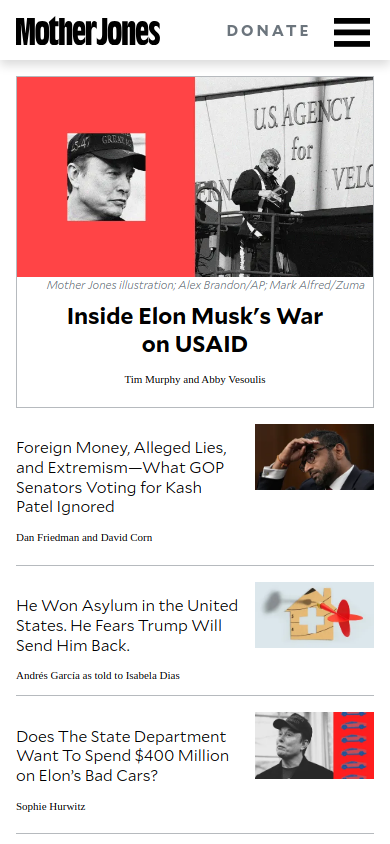 Mother Jones
DONATE
45-47
U.S. AGENCY
for
ERN
VELO
Mother Jones illustration; Alex Brandon/AP; Mark Alfred/Zuma
Inside Elon Musk's War
on USAID
Tim Murphy and Abby Vesoulis
Foreign Money, Alleged Lies,
and Extremism—What GOP
Senators Voting for Kash
Patel Ignored
Dan Friedman and David Corn
He Won Asylum in the United
States. He Fears Trump Will
Send Him Back.
Andrés García as told to Isabela Dias
Does The State Department
Want To Spend $400 Million
on Elon's Bad Cars?
Sophie Hurwitz